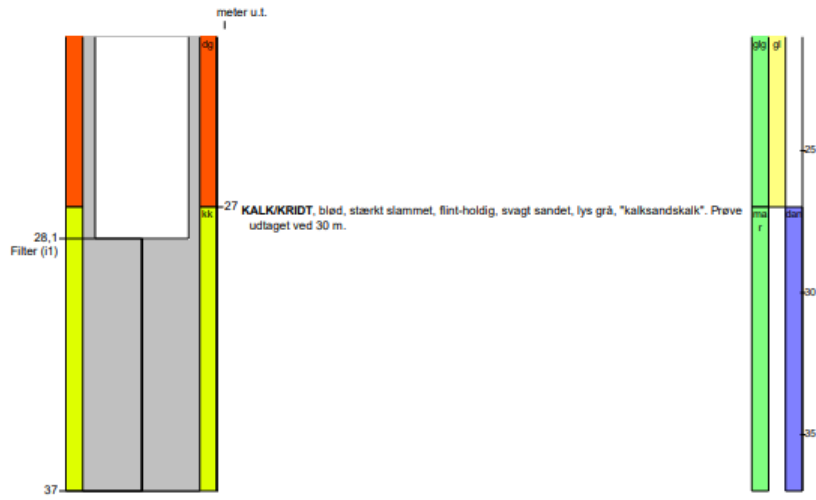 meter u.t.
dg
glg
gl
25
27 KALK/KRIDT, blød, stærkt slammet, flint-holdig, svagt sandet, lys grå, "kalksandskalk". Prøve
udtaget ved 30 m.
kk
ma
r
dan
28,1
Filter (i1)
30
35
37